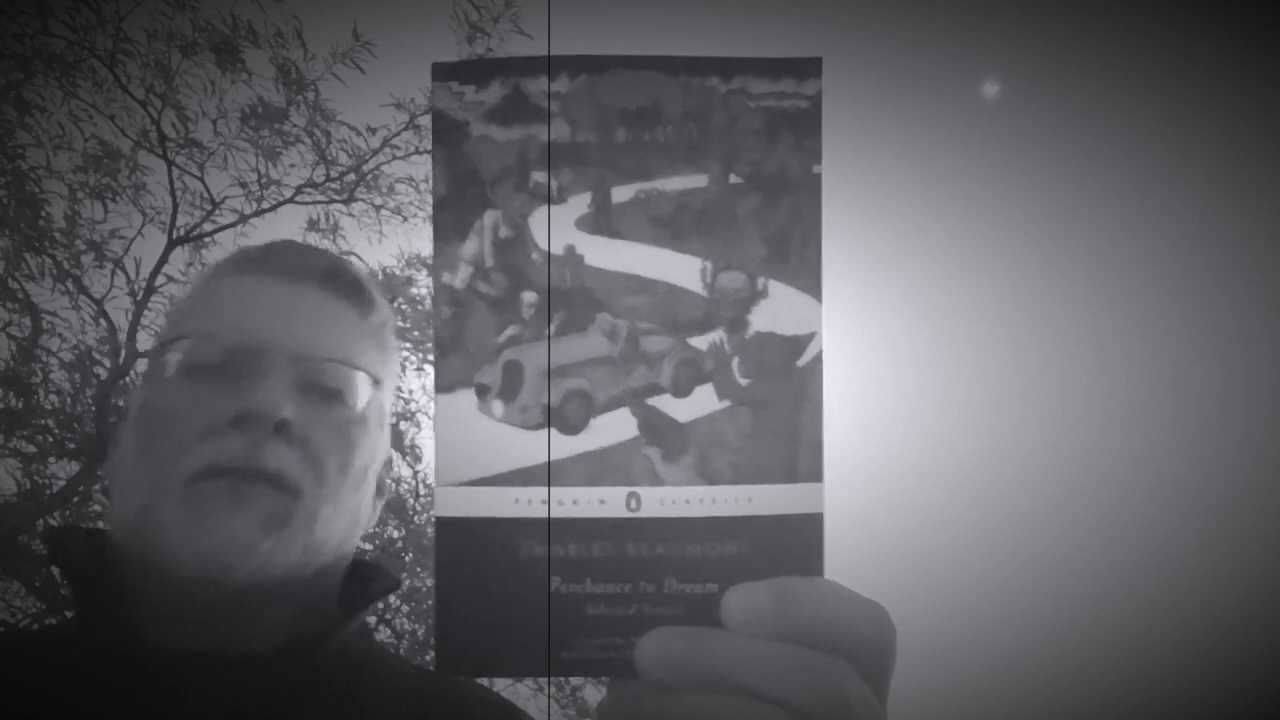 PENGUIN CLASSICS
CHARLES BEAUMONT
Perchance to Dream
Selected Stories